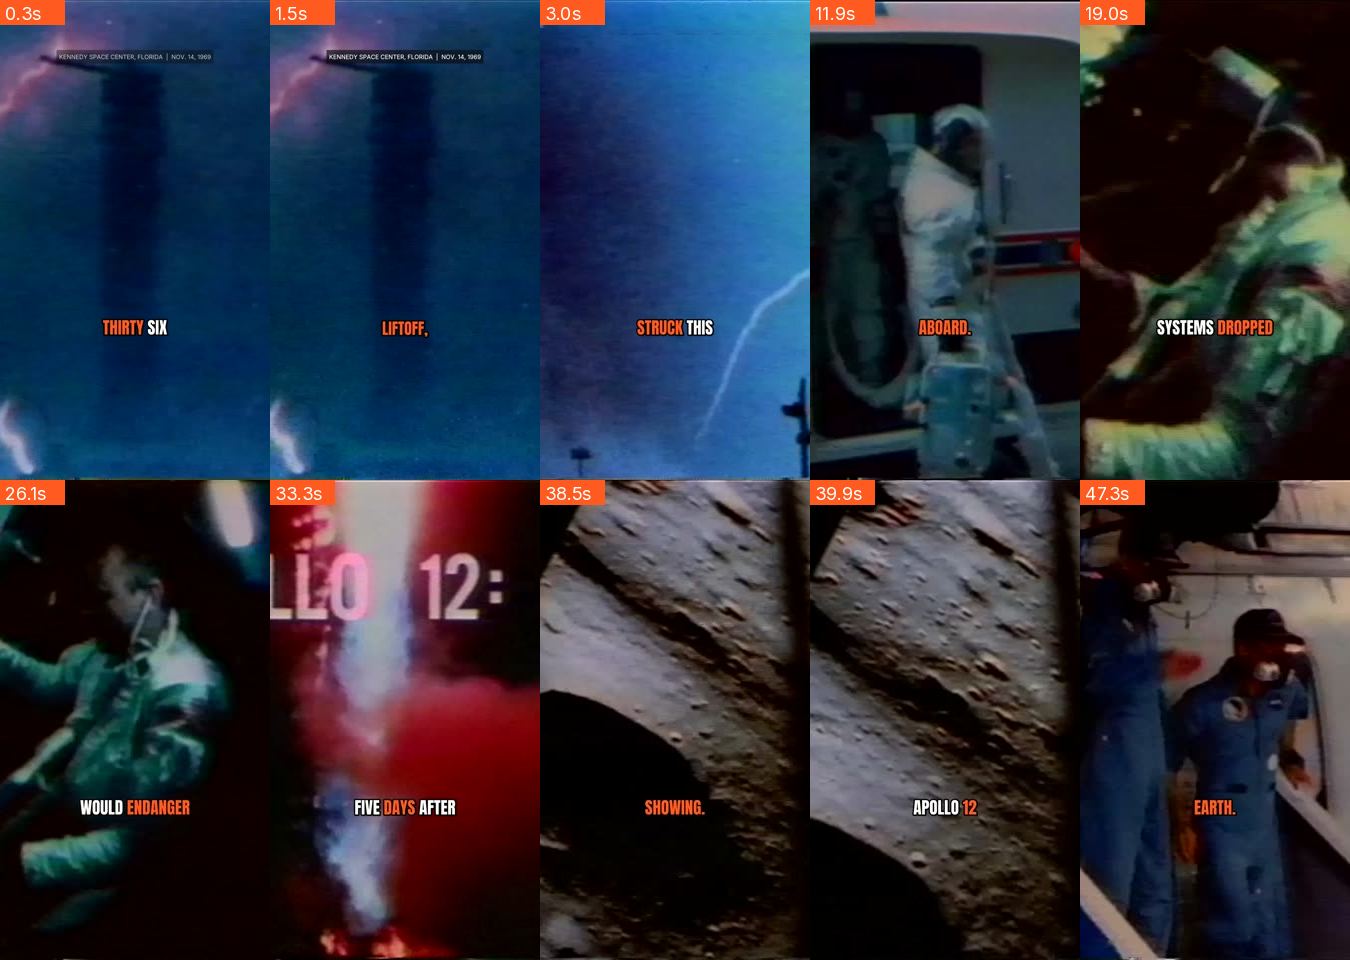 0.3s
KENNEDY SPACE CENTER, FLORIDA | NOV. 14, 1969
THIRTY SIX
1.5s
KENNEDY SPACE CENTER, FLORIDA | NOV. 14, 1969
LIFTOFF,
3.0s
STRUCK THIS
11.9s
ABOARD.
19.0s
SYSTEMS DROPPED
26.1s
WOULD ENDANGER
33.3s
LLO 12:
FIVE DAYS AFTER
38.5s
SHOWING.
39.9s
APOLLO 12
47.3s
EARTH.